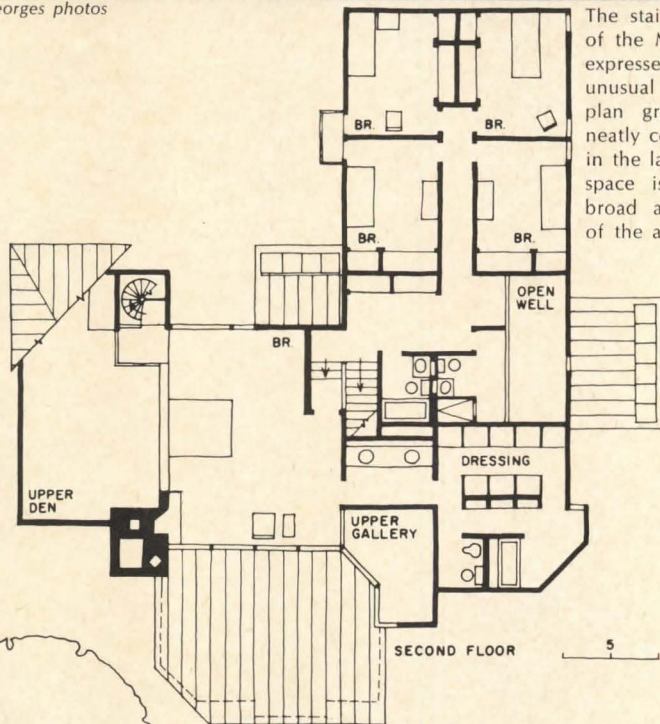 eorges photos
The stai
of the
expresse
unusual
plan gr
neatly c
in the la
space is
broad a
of the a
BR.
BR.
BR.
BR.
OPEN
WELL
BR.
DRESSING
UPPER
DEN
UPPER
GALLERY
SECOND FLOOR
5